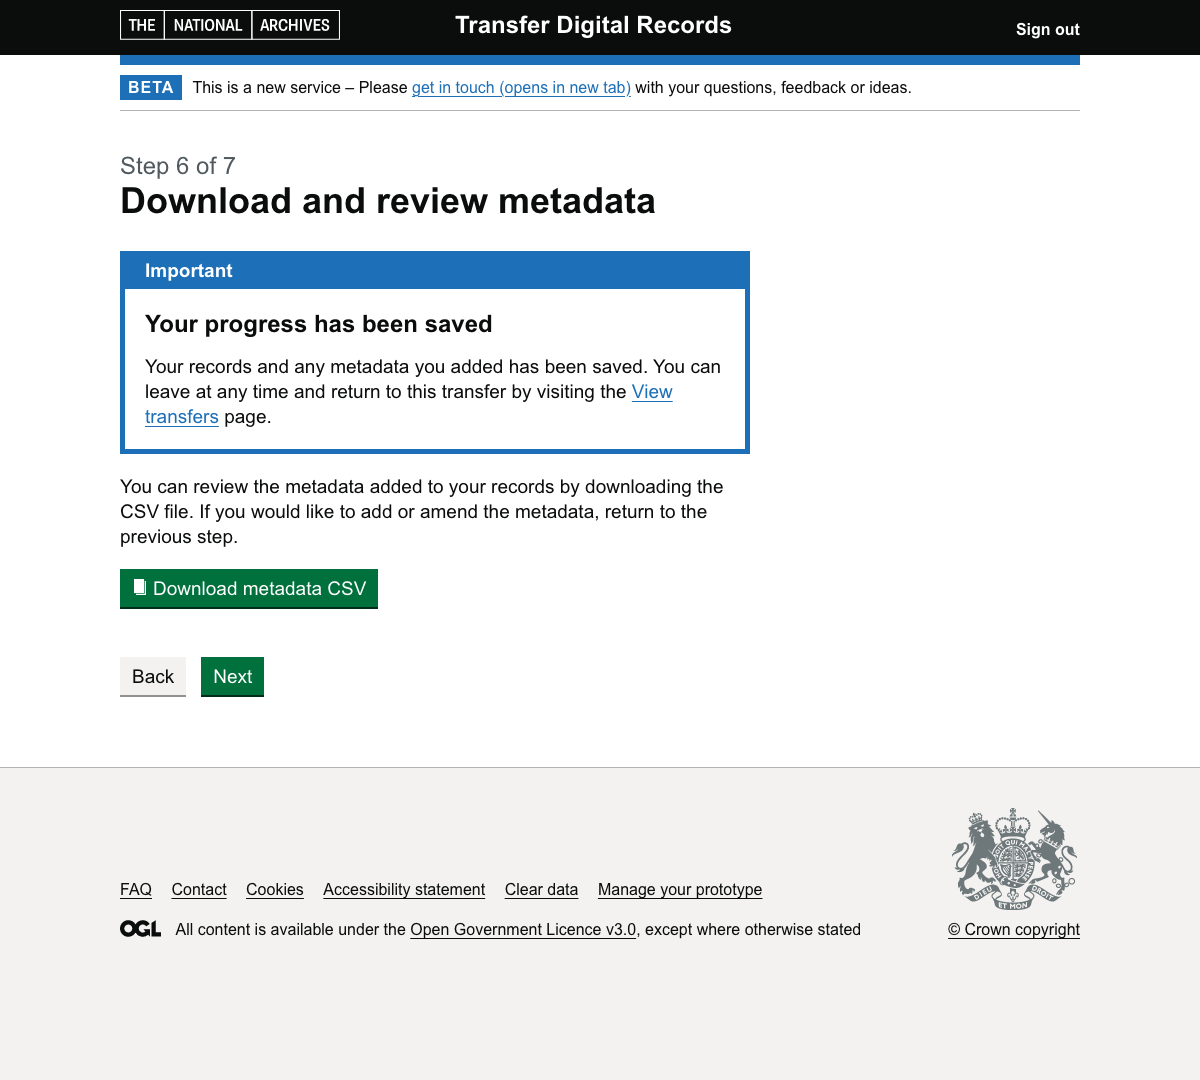 THE NATIONAL ARCHIVES
Transfer Digital Records
Sign out
BETA This is a new service – Please get in touch (opens in new tab) with your questions, feedback or ideas.
Step 6 of 7
Download and review metadata
Important
Your progress has been saved
Your records and any metadata you added has been saved. You can
leave at any time and return to this transfer by visiting the View
transfers page.
You can review the metadata added to your records by downloading the
CSV file. If you would like to add or amend the metadata, return to the
previous step.
Download metadata CSV
Back Next
FAQ Contact Cookies Accessibility statement Clear data Manage your prototype
DIEU ET MON DROIT
OGL All content is available under the Open Government Licence v3.0, except where otherwise stated
© Crown copyright